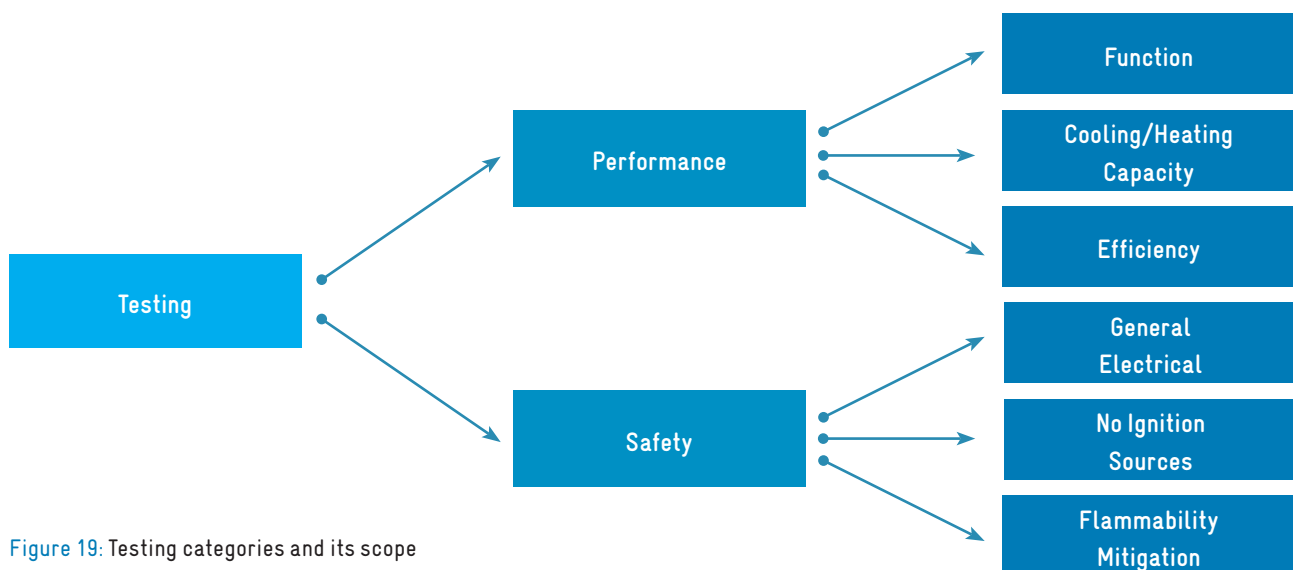 Function
Cooling/Heating
Capacity
Performance
Efficiency
Testing
General
Electrical
Safety
No Ignition
Sources
Flammability
Mitigation
Figure 19: Testing categories and its scope